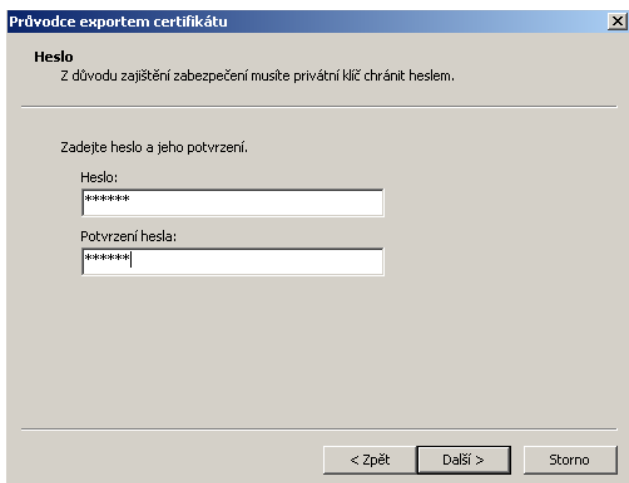 Průvodce exportem certifikátu
Heslo
Z důvodu zajištění zabezpečení musíte privátní klíč chránit heslem.
Zadejte heslo a jeho potvrzení.
Heslo:
******
Potvrzení hesla:
******
< Zpět Další > Storno